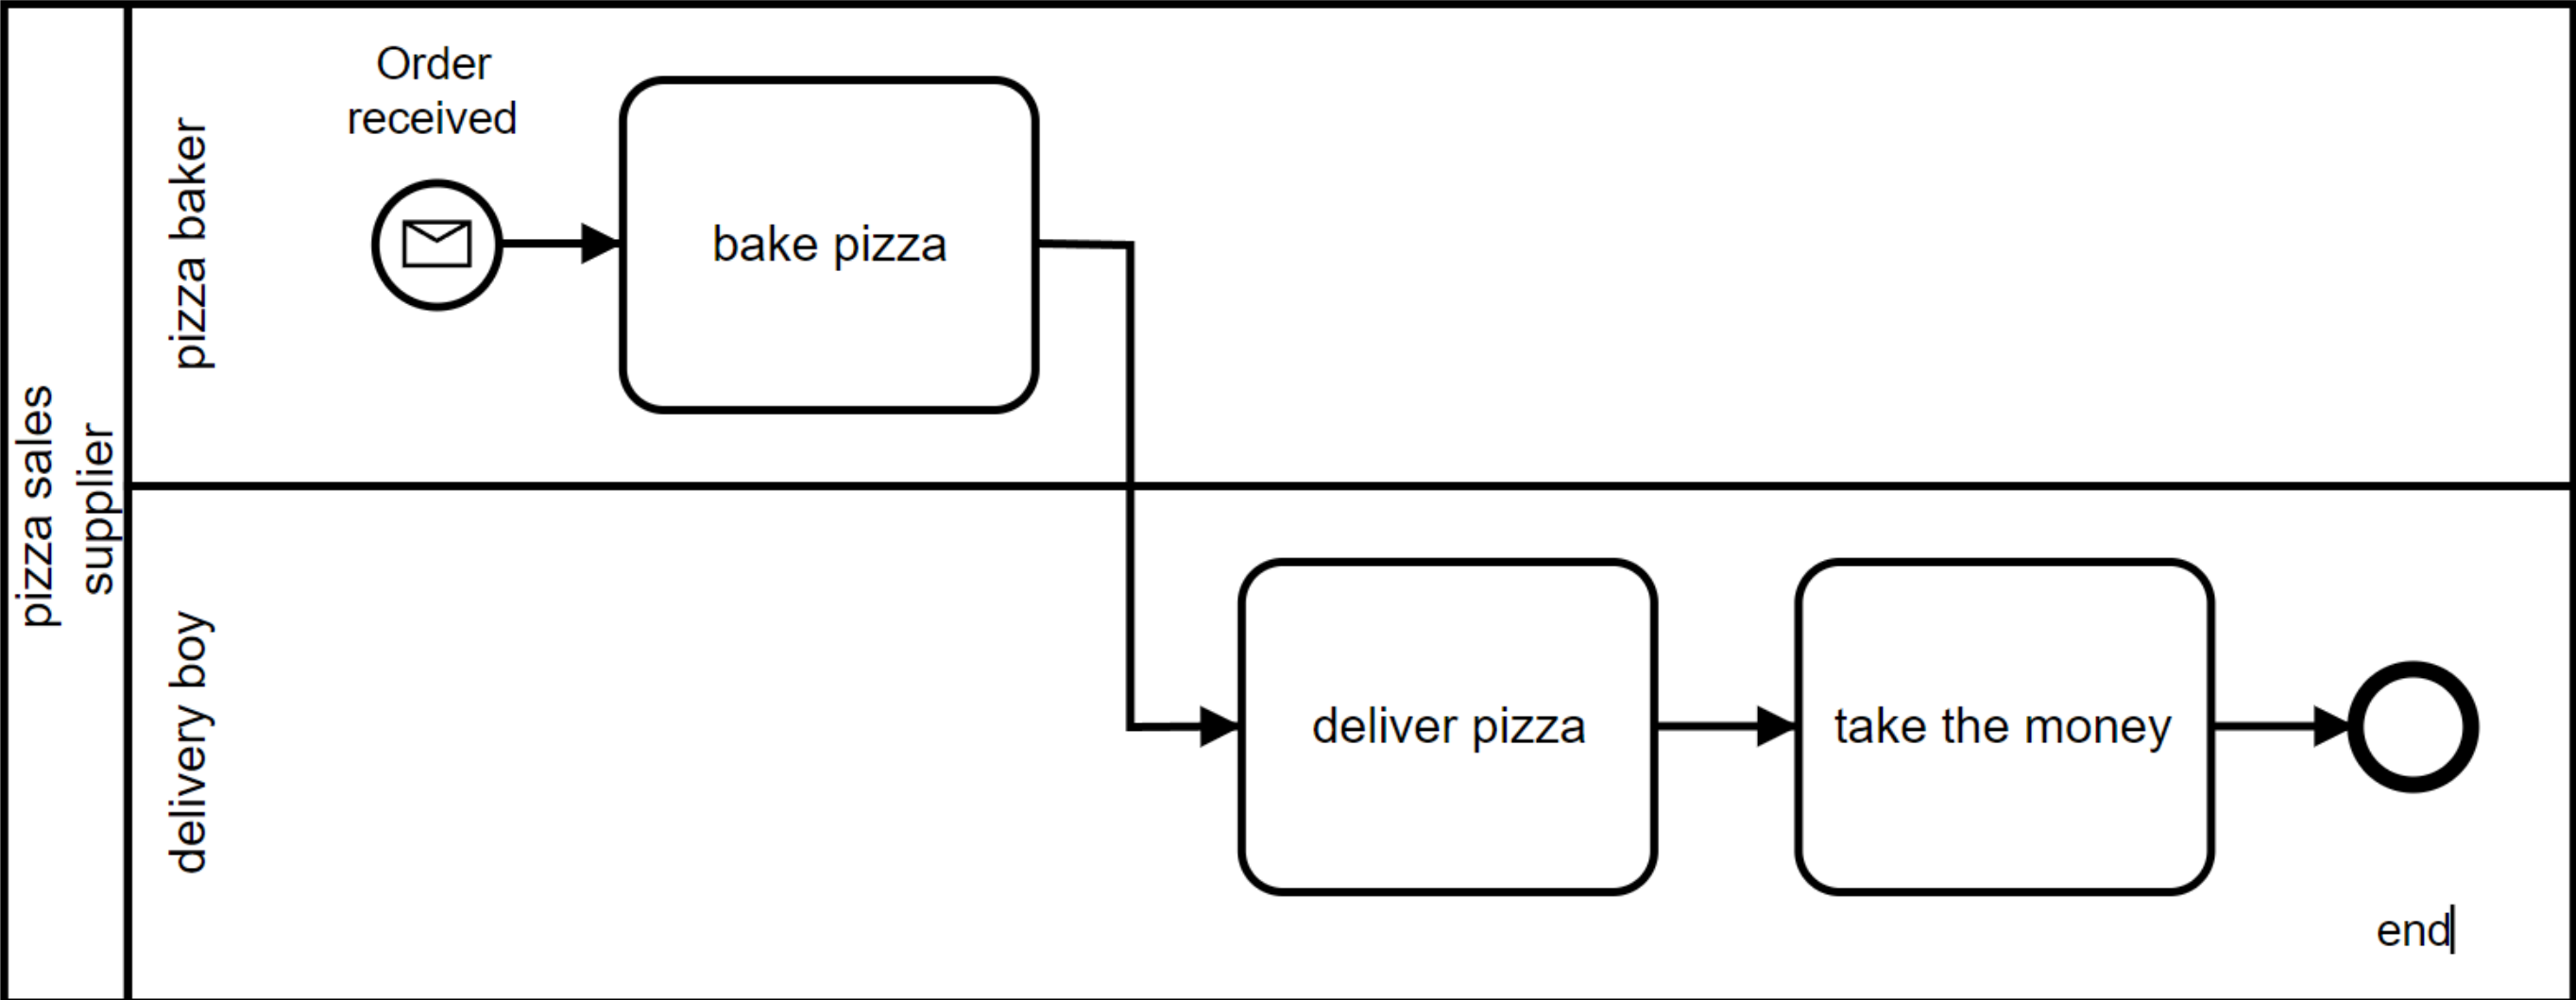 pizza sales
supplier
pizza baker
Order
received
bake pizza
delivery boy
deliver pizza
take the money
end